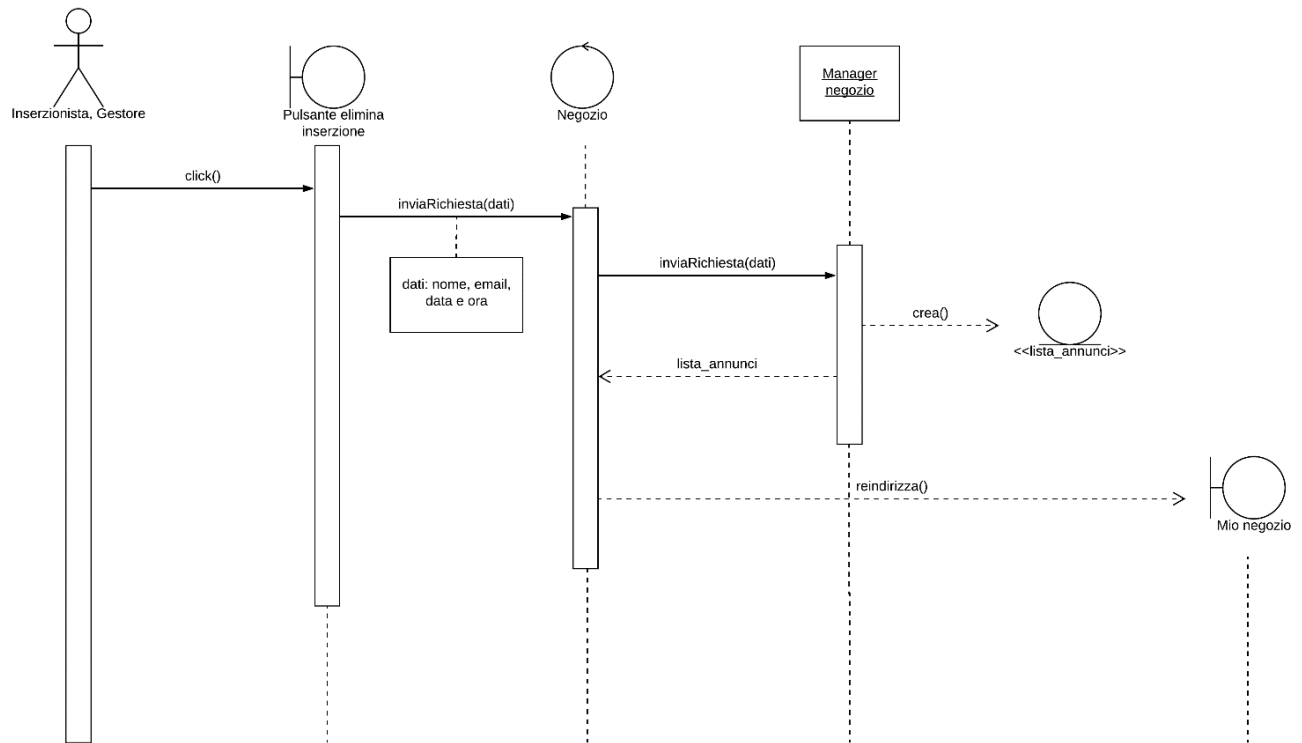 Inserzionista, Gestore
Pulsante elimina
inserzione
Negozio
Manager
negozio
click()
inviaRichiesta(dati)
dati: nome, email,
data e ora
inviaRichiesta(dati)
crea()
<<lista_annunci>>
lista_annunci
reindirizza()
Mio negozio